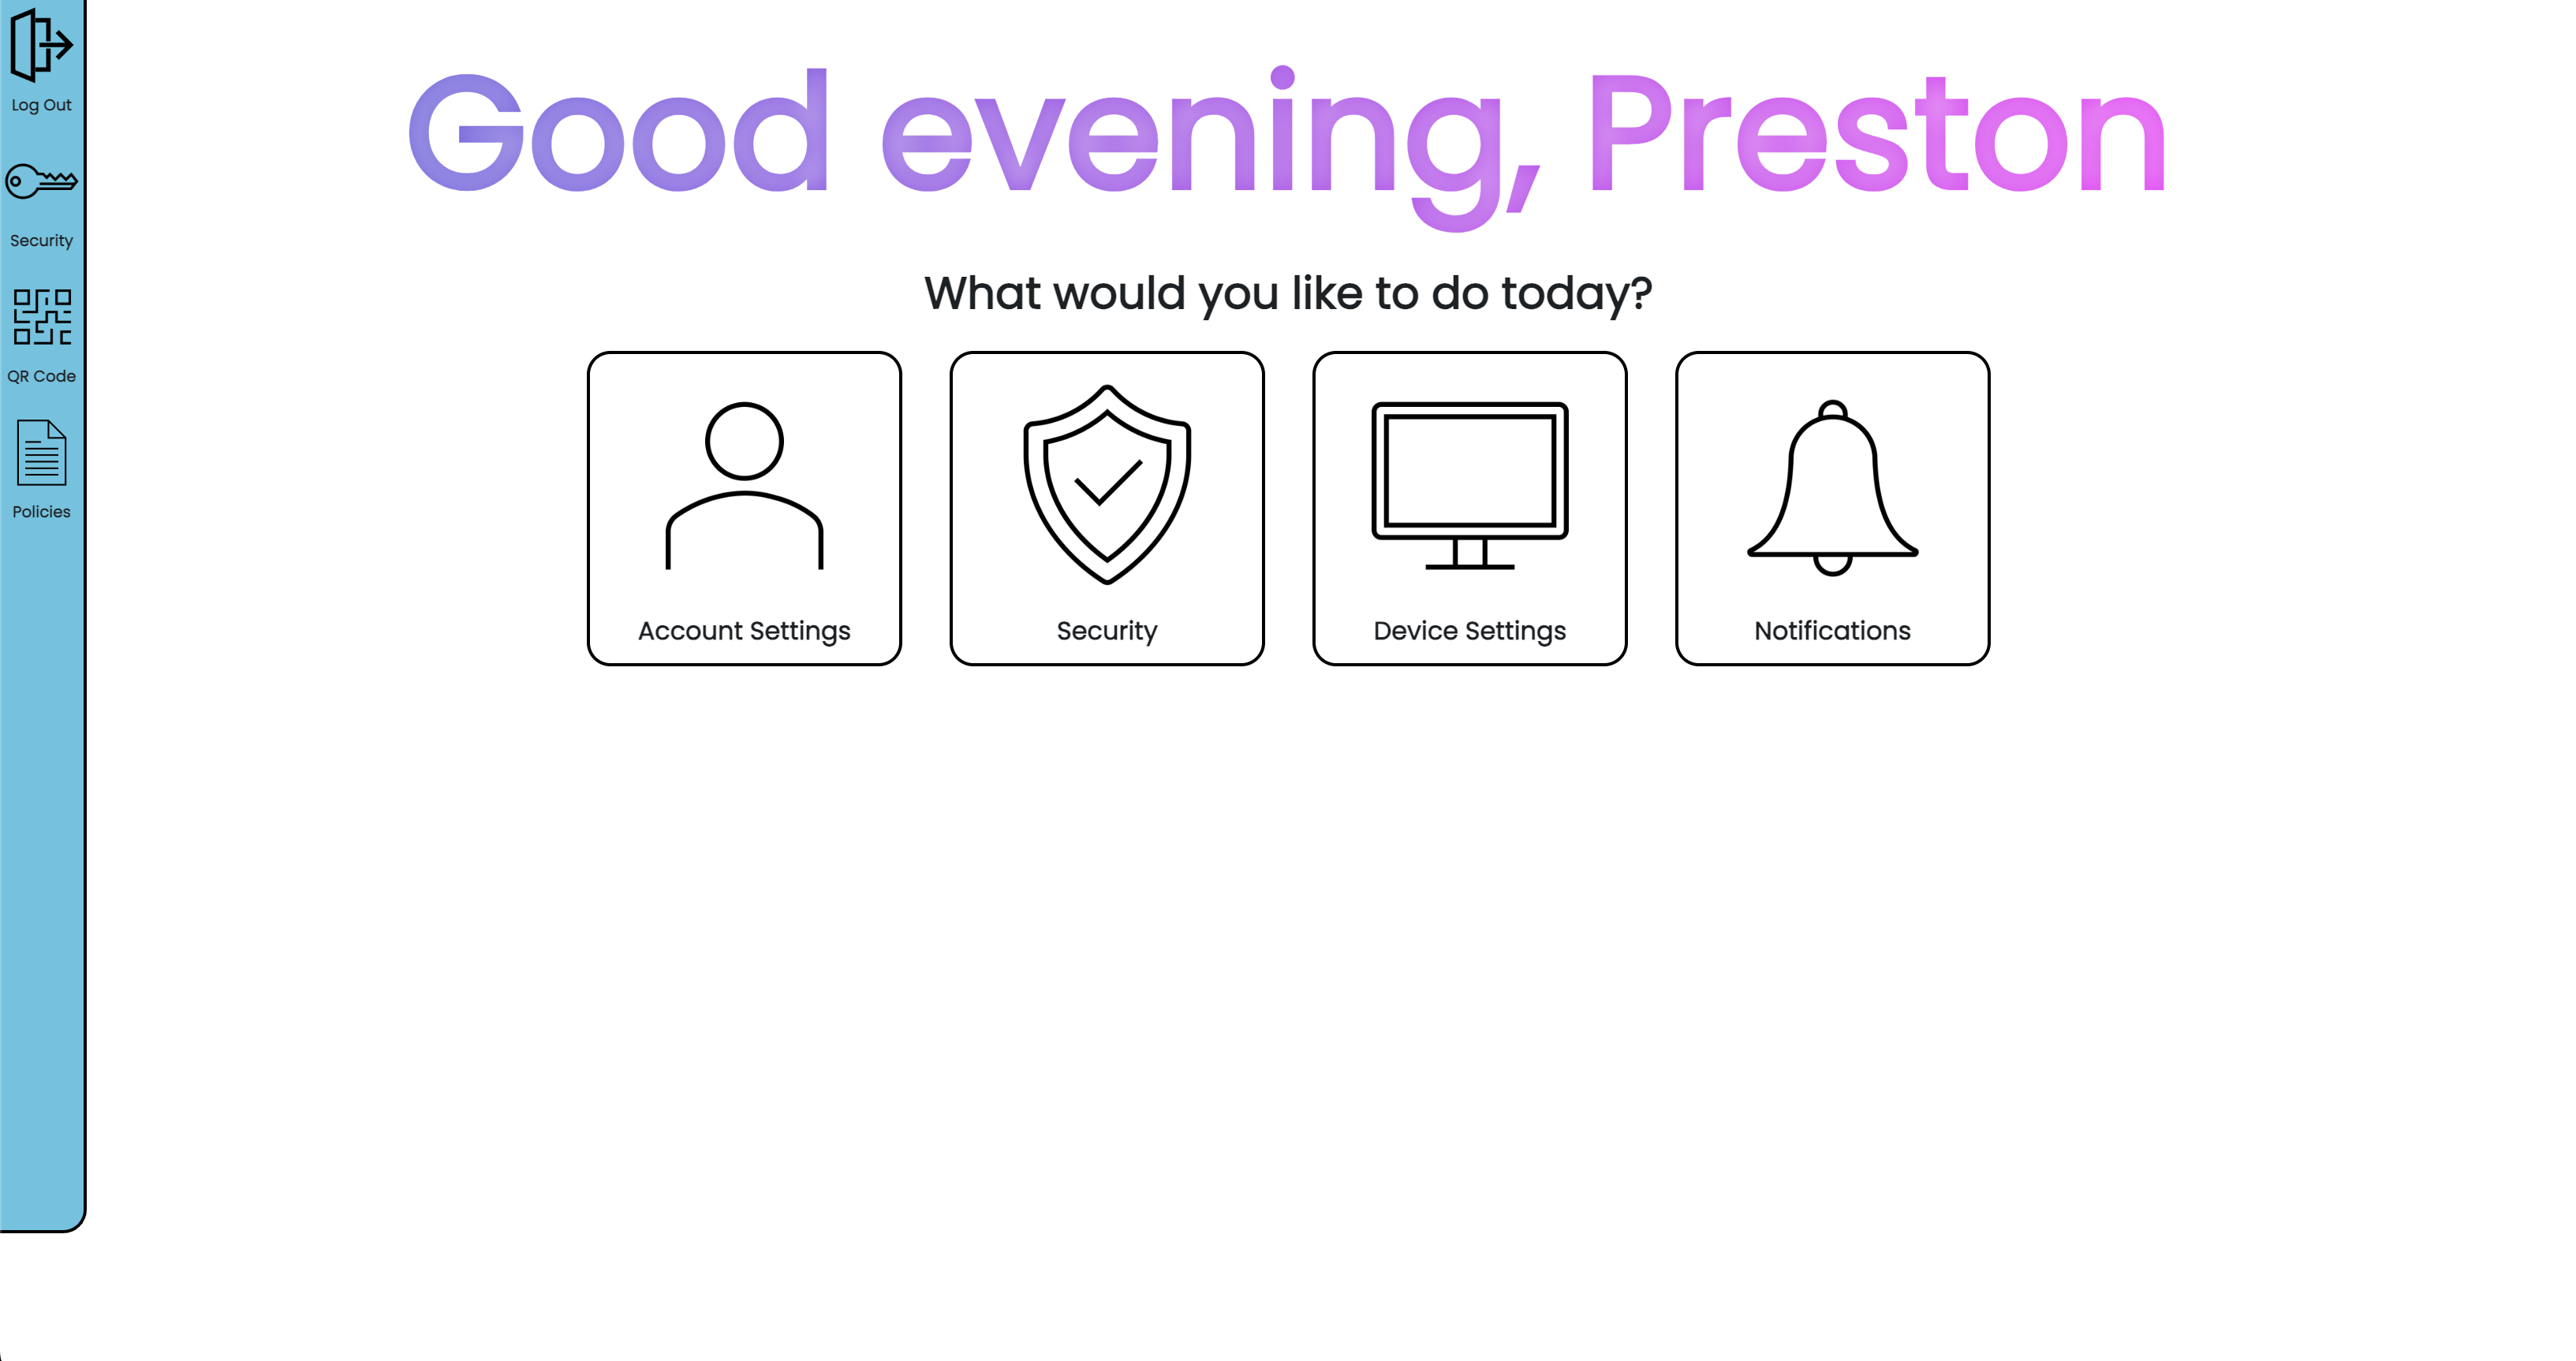 Log Out
Security
QR Code
Policies
Good evening, Preston
What would you like to do today?
Account Settings
Security
Device Settings
Notifications